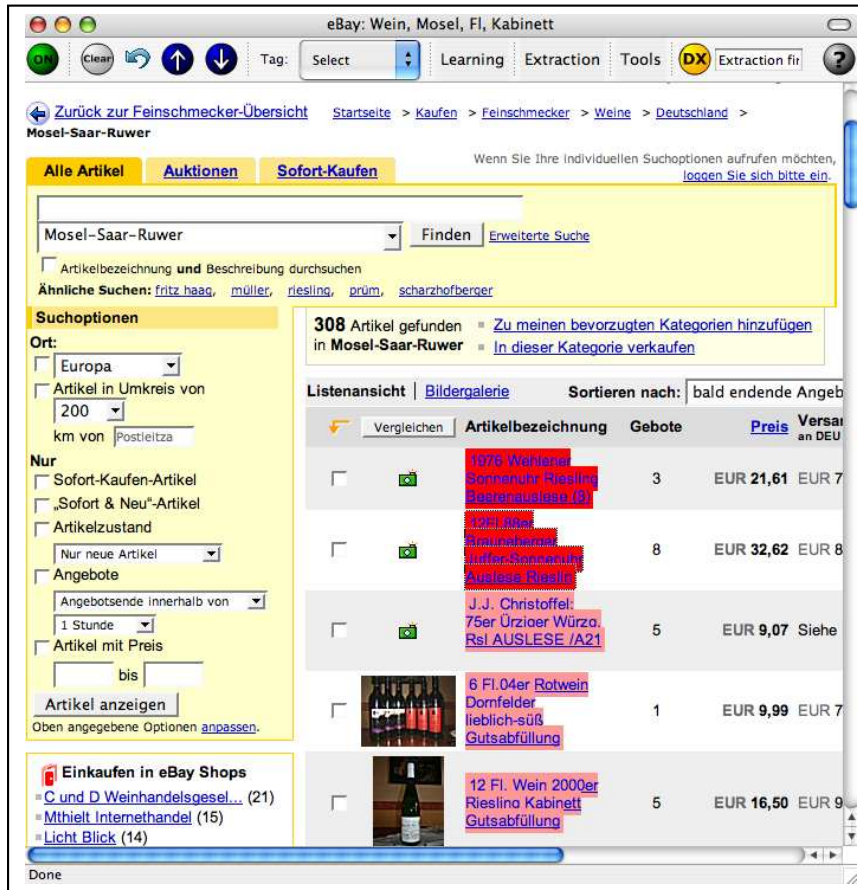 eBay: Wein, Mosel, Fl, Kabinett
ON Clear Tag: Select Learning Extraction Tools DX Extraction fir ?
Zurück zur Feinschmecker-Übersicht Startseite > Kaufen > Feinschmecker > Weine > Deutschland >
Mosel-Saar-Ruwer
Wenn Sie Ihre individuellen Suchoptionen aufrufen möchten,
loggen Sie sich bitte ein.
Alle Artikel Auktionen Sofort-Kaufen
Mosel-Saar-Ruwer Finden Erweiterte Suche
Artikelbezeichnung und Beschreibung durchsuchen
Ähnliche Suchen: fritz haag, müller, riesling, prüm, scharzhofberger
Suchoptionen
Ort:
Europa
Artikel in Umkreis von
200
km von Postleitza
Nur
Sofort-Kaufen-Artikel
„Sofort & Neu"-Artikel
Artikelzustand
Nur neue Artikel
Angebote
Angebotsende innerhalb von
1 Stunde
Artikel mit Preis
bis
Artikel anzeigen
Oben angegebene Optionen anpassen.
Einkaufen in eBay Shops
C und D Weinhandelsgesel... (21)
Mthielt Internethandel (15)
Licht Blick (14)
308 Artikel gefunden
in Mosel-Saar-Ruwer
Zu meinen bevorzugten Kategorien hinzufügen
In dieser Kategorie verkaufen
Listenansicht | Bildergalerie Sortieren nach: bald endende Angeb
Vergleichen Artikelbezeichnung Gebote Preis Versa
an DEU
1976 Wehlener
Sonnenuhr Riesling
Beerenauslese (9)
3 EUR 21,61 EUR 7
12Fl.88er
Brauneberger
Juffer-Sonnenuhr
Auslese Rieslin
8 EUR 32,62 EUR 8
J.J. Christoffel:
75er Ürziger Würzg.
Rsl AUSLESE /A21
5 EUR 9,07 Siehe
6 Fl.04er Rotwein
Dornfelder
lieblich-süß
Gutsabfüllung
1 EUR 9,99 EUR 7
12 Fl. Wein 2000er
Riesling Kabinett
Gutsabfüllung
5 EUR 16,50 EUR 9
Done